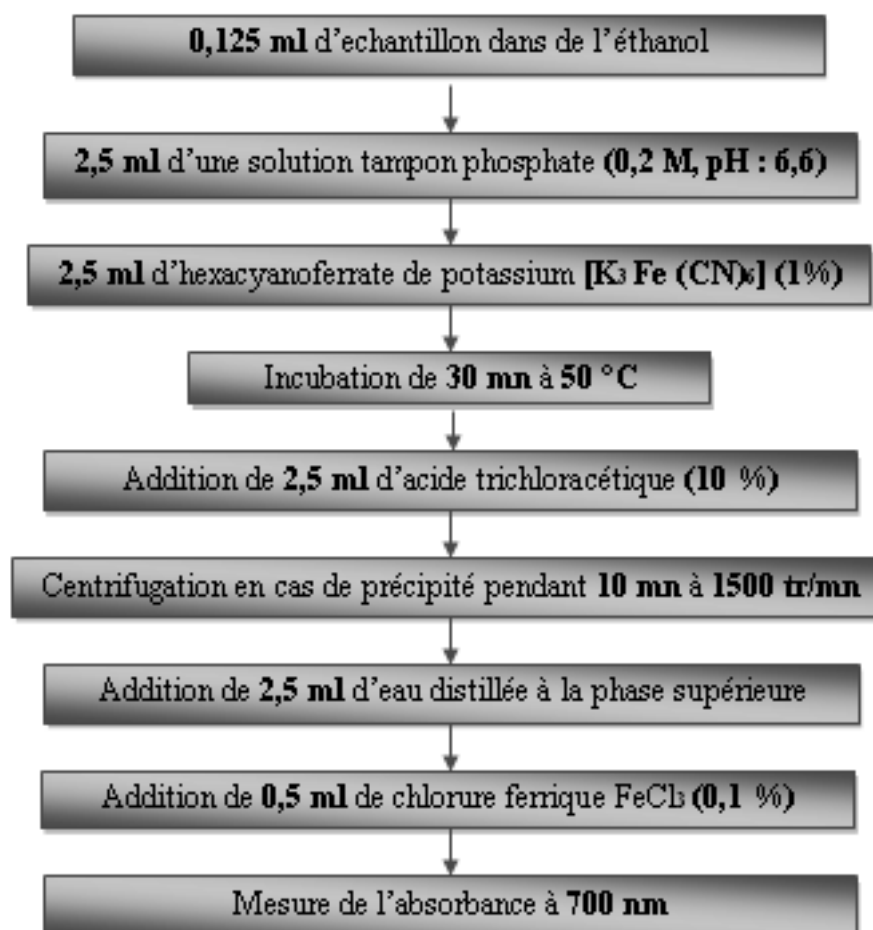 0,125 ml d’echantillon dans de l’éthanol
2,5 ml d’une solution tampon phosphate (0,2 M, pH : 6,6)
2,5 ml d’hexacyanoferrate de potassium [K₃ Fe (CN)₆] (1%)
Incubation de 30 mn à 50 °C
Addition de 2,5 ml d’acide trichloracétique (10 %)
Centrifugation en cas de précipité pendant 10 mn à 1500 tr/mn
Addition de 2,5 ml d’eau distillée à la phase supérieure
Addition de 0,5 ml de chlorure ferrique FeCl₃ (0,1 %)
Mesure de l’absorbance à 700 nm